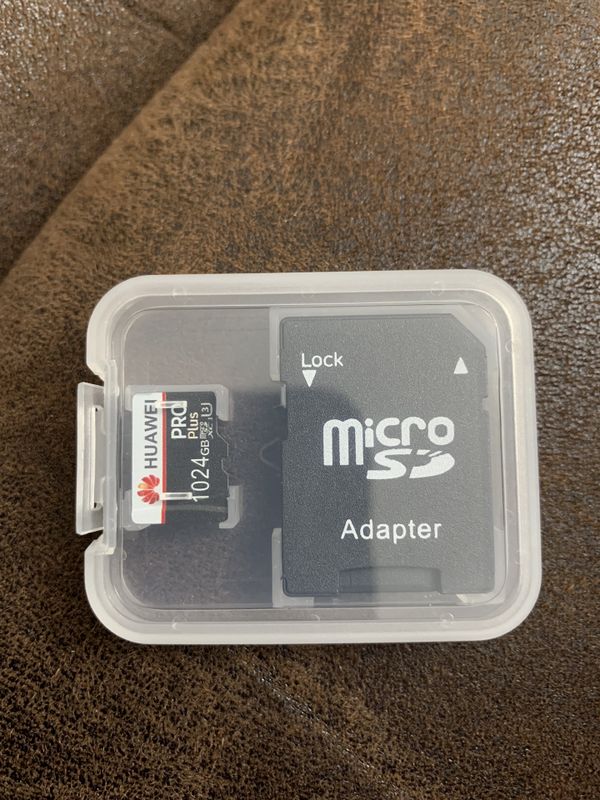 HUAWEI
PRO
Plus
1024GB
Lock
micro
SD
Adapter